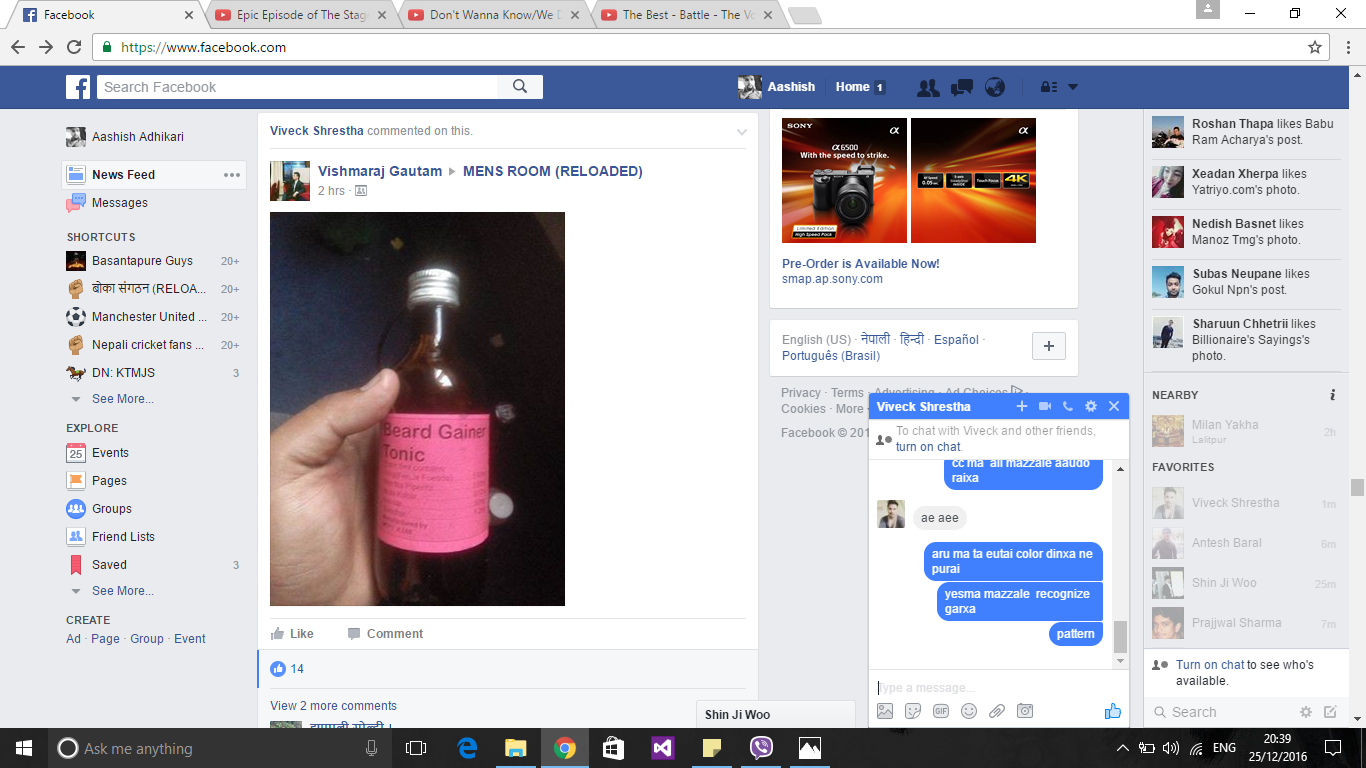 Facebook
Epic Episode of The Stag
Don't Wanna Know/We D
The Best - Battle - The Vo
https://www.facebook.com
Search Facebook
Aashish
Home 1
Aashish Adhikari
News Feed
Messages
SHORTCUTS
Basantapure Guys 20+
बोका संगठन (RELOA... 20+
Manchester United ... 20+
Nepali cricket fans ... 20+
DN: KTMJS 3
See More...
EXPLORE
25 Events
Pages
Groups
Friend Lists
Saved 3
See More...
CREATE
Ad · Page · Group · Event
Viveck Shrestha commented on this.
Vishmaraj Gautam MENS ROOM (RELOADED)
2 hrs ·
Beard Gainer
Tonic
Like Comment
14
View 2 more comments
SONY α
α6500
With the speed to strike.
Limited Edition
High Speed Pack
α
4K
Pre-Order is Available Now!
smap.ap.sony.com
English (US) · नेपाली · हिन्दी · Español ·
Português (Brasil)
Privacy · Terms · Advertising · Ad Choices
Cookies · More
Facebook © 201
Viveck Shrestha
To chat with Viveck and other friends,
turn on chat.
cc ma ali mazzale aaudo
raixa
ae aee
aru ma ta eutai color dinxa ne
purai
yesma mazzale recognize
garxa
pattern
Type a message...
GIF
Shin Ji Woo
Roshan Thapa likes Babu
Ram Acharya's post.
Xeadan Xherpa likes
Yatriyo.com's photo.
Nedish Basnet likes
Manoz Tmg's photo.
Subas Neupane likes
Gokul Npn's post.
Sharuun Chhetrii likes
Billionaire's Sayings's
photo.
NEARBY
Milan Yakha 2h
Lalitpur
FAVORITES
Viveck Shrestha 1m
Antesh Baral 6m
Shin Ji Woo 25m
Prajjwal Sharma 7m
Turn on chat to see who's
available.
Search
Ask me anything
ENG
20:39
25/12/2016